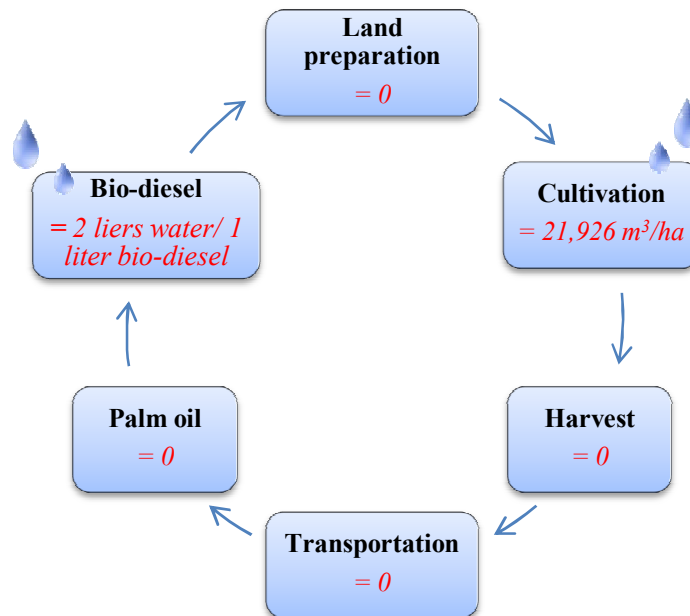 Land
preparation
= 0
Cultivation
= 21,926 m³/ha
Harvest
= 0
Transportation
= 0
Palm oil
= 0
Bio-diesel
= 2 liers water/ 1
liter bio-diesel